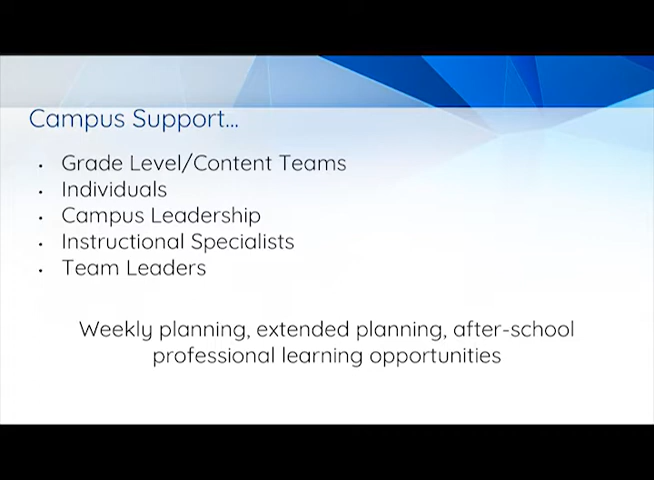 Campus Support...
• Grade Level/Content Teams
• Individuals
• Campus Leadership
• Instructional Specialists
• Team Leaders
Weekly planning, extended planning, after-school
professional learning opportunities